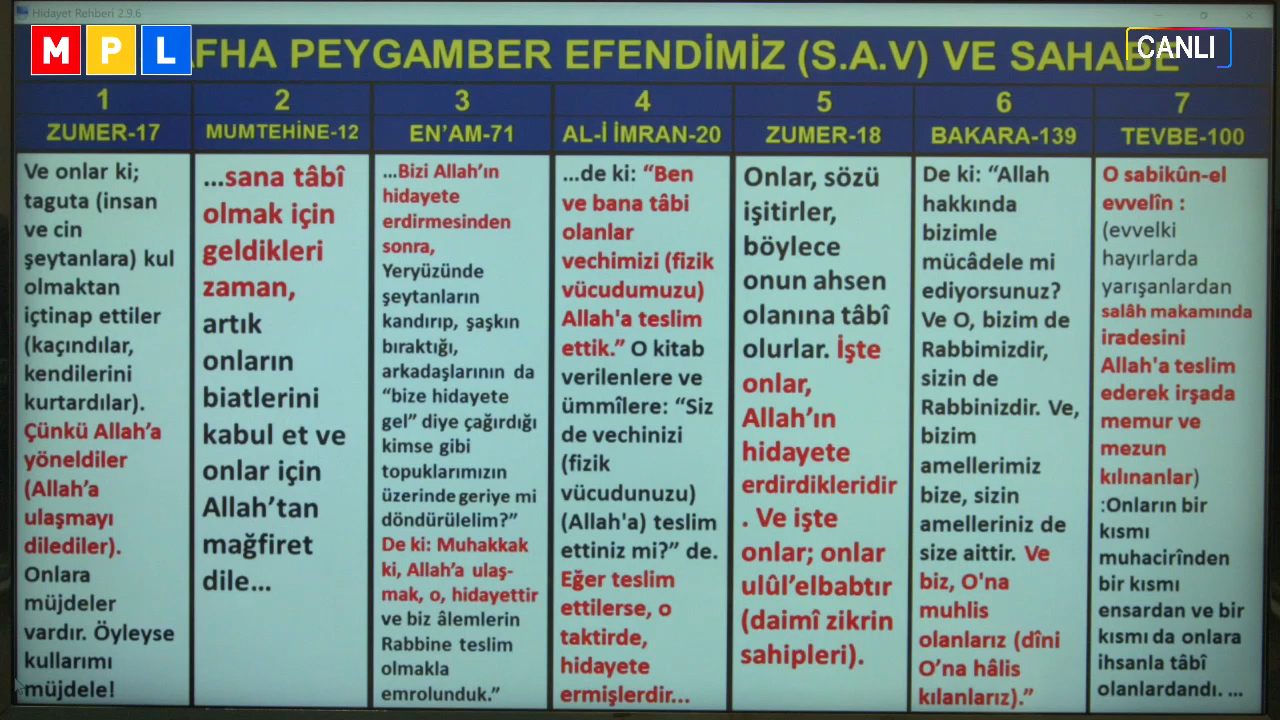 Hidayet Rehberi 2.9.6
MPL
CANLI
AFHA PEYGAMBER EFENDİMİZ (S.A.V) VE SAHABE
1
ZUMER-17
Ve onlar ki;
taguta (insan
ve cin
şeytanlara) kul
olmaktan
içtinap ettiler
(kaçındılar,
kendilerini
kurtardılar).
Çünkü Allah’a
yöneldiler
(Allah’a
ulaşmayı
dilediler).
Onlara
müjdeler
vardır. Öyleyse
kullarımı
müjdele!
2
MUMTEHİNE-12
...sana tâbî
olmak için
geldikleri
zaman,
artık
onların
biatlerini
kabul et ve
onlar için
Allah’tan
mağfiret
dile...
3
EN’AM-71
...Bizi Allah’ın
hidayete
erdirmesinden
sonra,
Yeryüzünde
şeytanların
kandırıp, şaşkın
bıraktığı,
arkadaşlarının da
“bize hidayete
gel” diye çağırdığı
kimse gibi
topuklarımızın
üzerinde geriye mi
döndürülelim?”
De ki: Muhakkak
ki, Allah’a ulaş-
mak, o, hidayettir
ve biz âlemlerin
Rabbine teslim
olmakla
emrolunduk.”
4
AL-İ İMRAN-20
...de ki: “Ben
ve bana tâbi
olanlar
vechimizi (fizik
vücudumuzu)
Allah'a teslim
ettik.” O kitab
verilenlere ve
ümmîlere: “Siz
de vechinizi
(fizik
vücudunuzu)
(Allah'a) teslim
ettiniz mi?” de.
Eğer teslim
ettilerse, o
taktirde,
hidayete
ermişlerdir...
5
ZUMER-18
Onlar, sözü
işitirler,
böylece
onun ahsen
olanına tâbî
olurlar. İşte
onlar,
Allah’ın
hidayete
erdirdikleridir
. Ve işte
onlar; onlar
ulûl’elbabtır
(daimî zikrin
sahipleri).
6
BAKARA-139
De ki: “Allah
hakkında
bizimle
mücâdele mi
ediyorsunuz?
Ve O, bizim de
Rabbimizdir,
sizin de
Rabbinizdir. Ve,
bizim
amellerimiz
bize, sizin
amelleriniz de
size aittir. Ve
biz, O'na
muhlis
olanlarız (dîni
O’na hâlis
kılanlarız).”
7
TEVBE-100
O sabikûn-el
evvelîn :
(evvelki
hayırlarda
yarışanlardan
salâh makamında
iradesini
Allah'a teslim
ederek irşada
memur ve
mezun
kılınanlar)
:Onların bir
kısmı
muhacirînden
bir kısmı
ensardan ve bir
kısmı da onlara
ihsanla tâbî
olanlardandı. ...